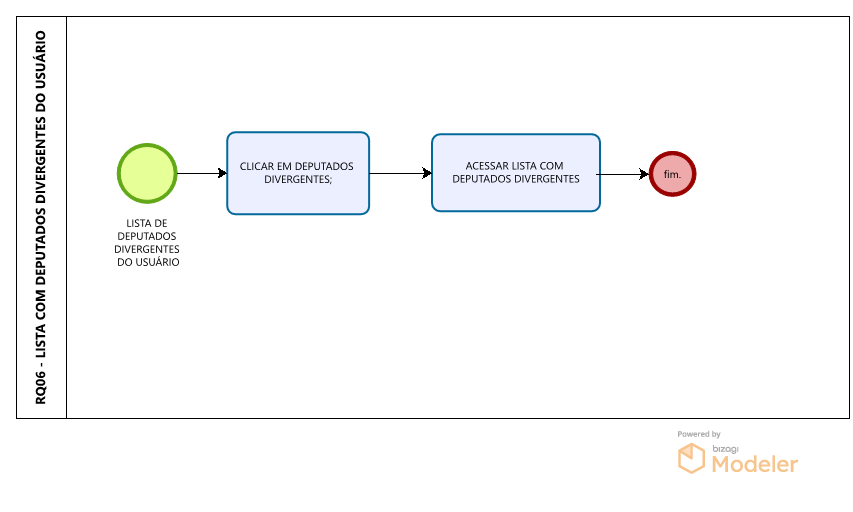 RQ06 - LISTA COM DEPUTADOS DIVERGENTES DO USUÁRIO
LISTA DE
DEPUTADOS
DIVERGENTES
DO USUÁRIO
CLICAR EM DEPUTADOS
DIVERGENTES;
ACESSAR LISTA COM
DEPUTADOS DIVERGENTES
fim.
Powered by
bizagi
Modeler